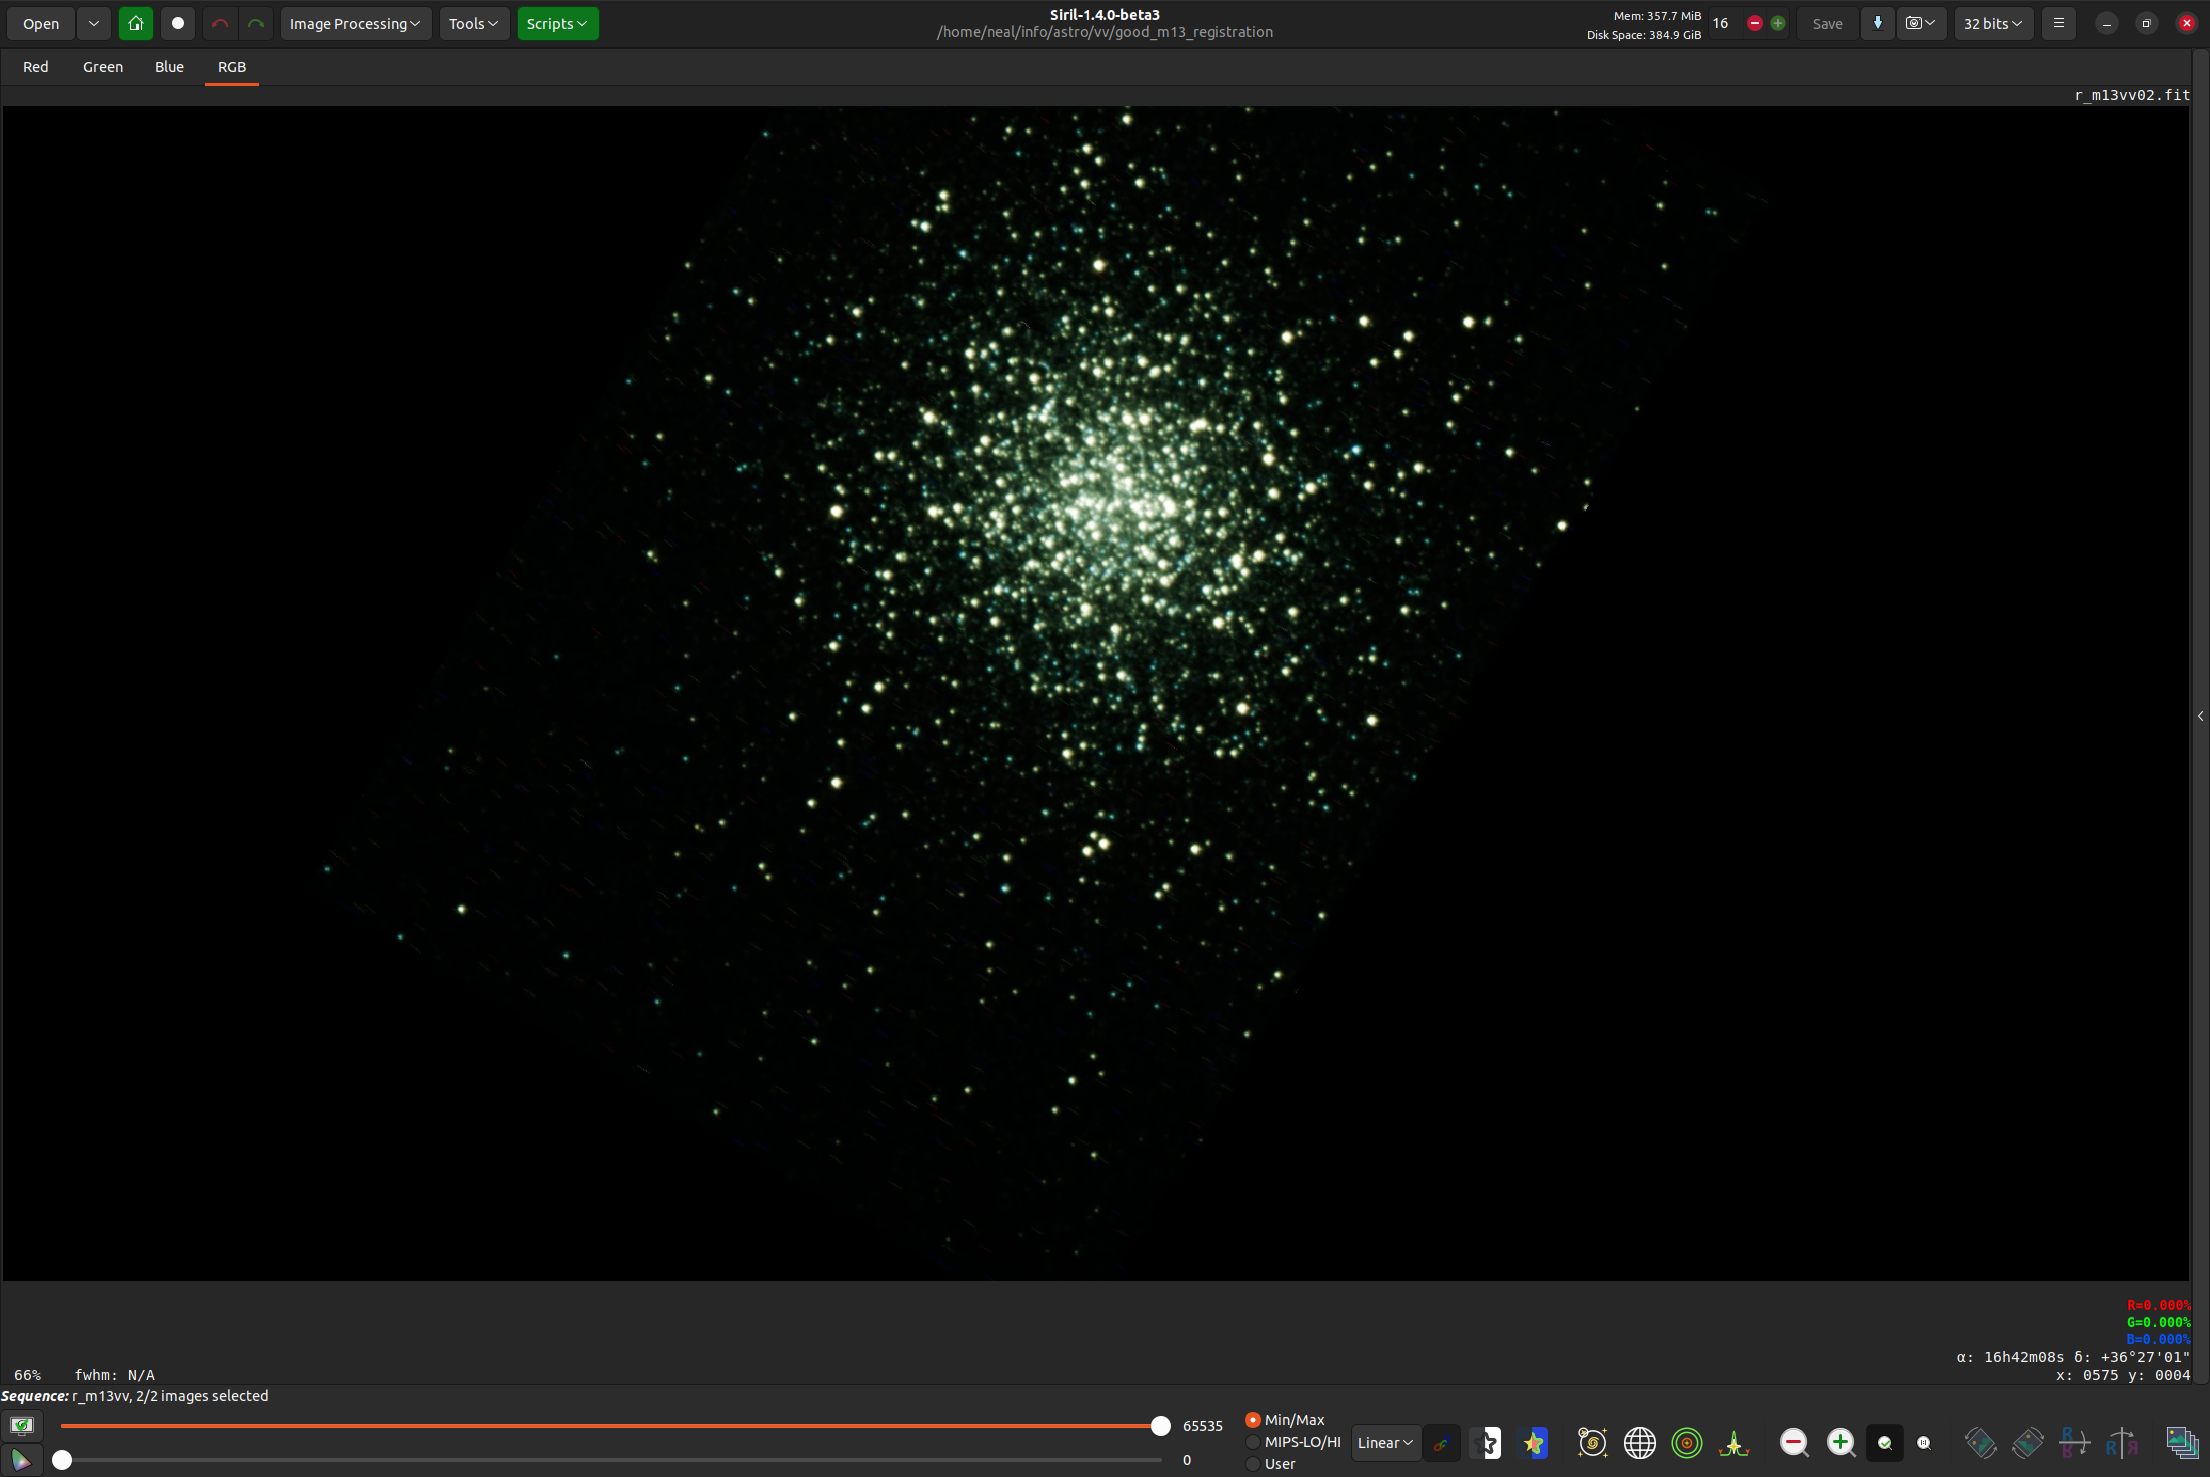 Open
Image Processing
Tools
Scripts
Siril-1.4.0-beta3
/home/neal/info/astro/vv/good_m13_registration
Mem: 357.7 MiB
Disk Space: 384.9 GiB
16
Save
32 bits
Red
Green
Blue
RGB
r_m13vv02.fit
R=0.000%
G=0.000%
B=0.000%
α: 16h42m08s δ: +36°27'01"
66%
fwhm: N/A
x: 0575 y: 0004
Sequence: r_m13vv, 2/2 images selected
65535
0
Min/Max
MIPS-LO/HI
User
Linear